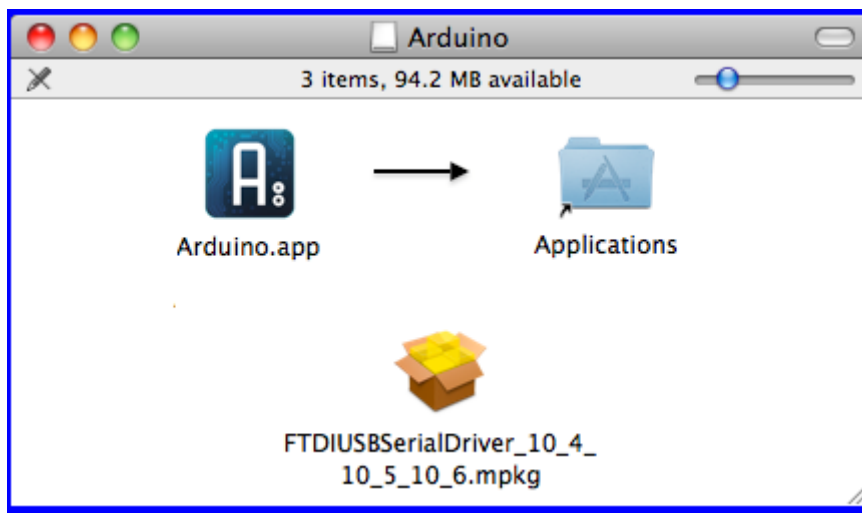 Arduino
3 items, 94.2 MB available
Arduino.app
Applications
FTDIUSBSerialDriver_10_4_
10_5_10_6.mpkg